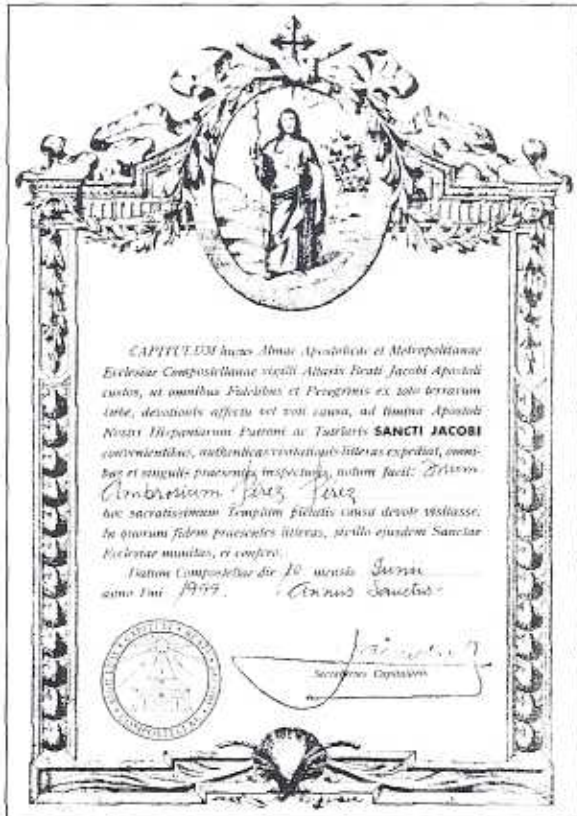 CAPITULUM hujus Almae Apostolicae et Metropolitanae
Ecclesiae Compostellanae sigilli Altaris Beati Jacobi Apostoli
custos, ut omnibus Fidelibus et Peregrinis ex toto terrarum
Orbe, devotionis affectu vel voti causa, ad limina Apostoli
Nostri Hispaniarum Patroni ac Tutelaris SANCTI JACOBI
convenientibus, authenticas visitationis litteras expediat, omni-
bus et singulis praesentes inspecturis, notum facit: Dnum
Ambrosium Pérez Pérez
hoc sacratissimum Templum pietatis causa devote visitasse.
In quorum fidem praesentes litteras, sigillo ejusdem Sanctae
Ecclesiae munitas, ei confero.
Datum Compostellae die 10 mensis Junii
anno Dni 1999. Annus Sanctus
Secretarius Capitularis